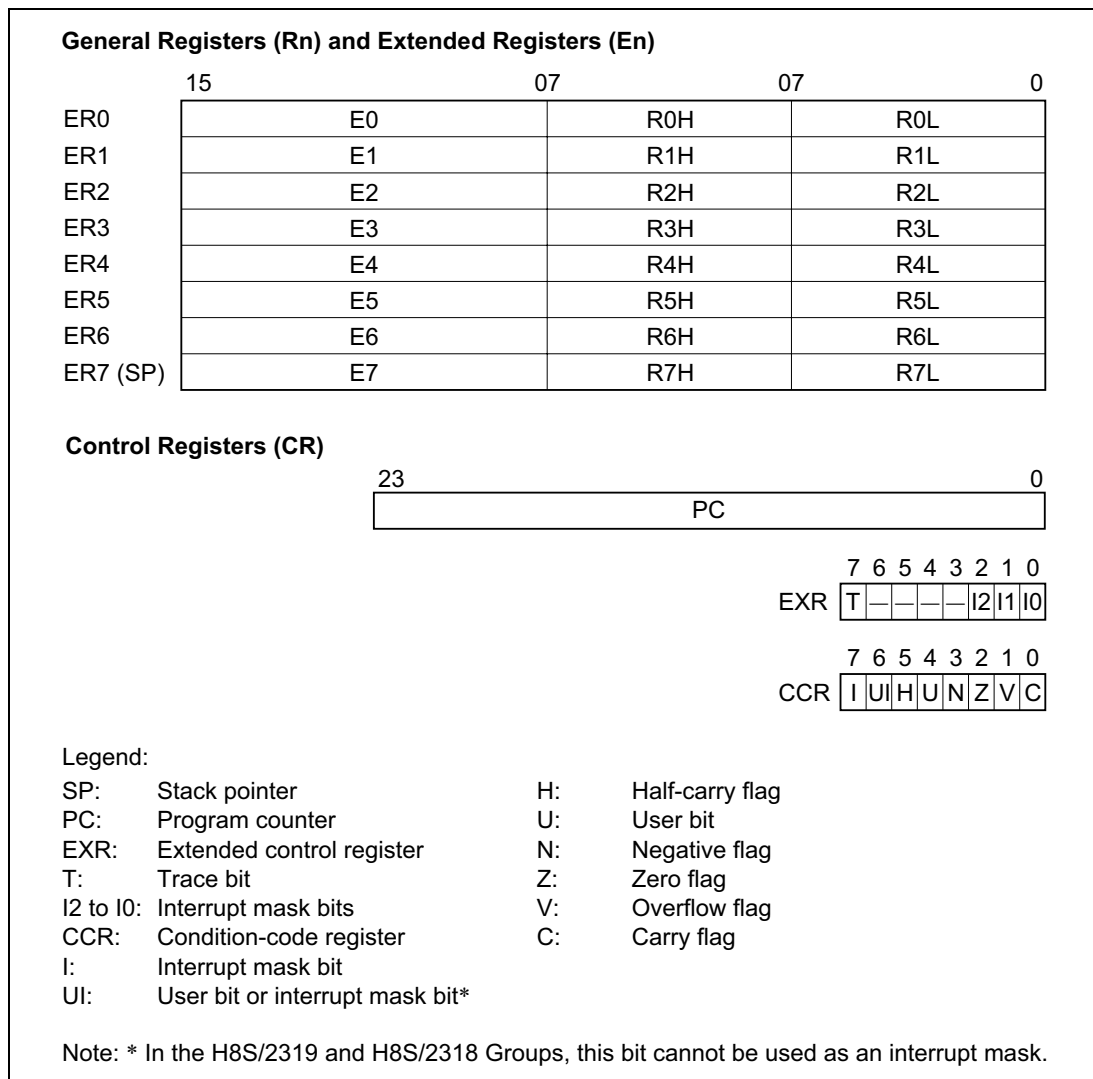 General Registers (Rn) and Extended Registers (En)
15 07 07 0
ER0 E0 R0H R0L
ER1 E1 R1H R1L
ER2 E2 R2H R2L
ER3 E3 R3H R3L
ER4 E4 R4H R4L
ER5 E5 R5H R5L
ER6 E6 R6H R6L
ER7 (SP) E7 R7H R7L
Control Registers (CR)
23 0
PC
7 6 5 4 3 2 1 0
EXR T — — — — I2 I1 I0
7 6 5 4 3 2 1 0
CCR I UI H U N Z V C
Legend:
SP: Stack pointer H: Half-carry flag
PC: Program counter U: User bit
EXR: Extended control register N: Negative flag
T: Trace bit Z: Zero flag
I2 to I0: Interrupt mask bits V: Overflow flag
CCR: Condition-code register C: Carry flag
I: Interrupt mask bit
UI: User bit or interrupt mask bit*
Note: * In the H8S/2319 and H8S/2318 Groups, this bit cannot be used as an interrupt mask.